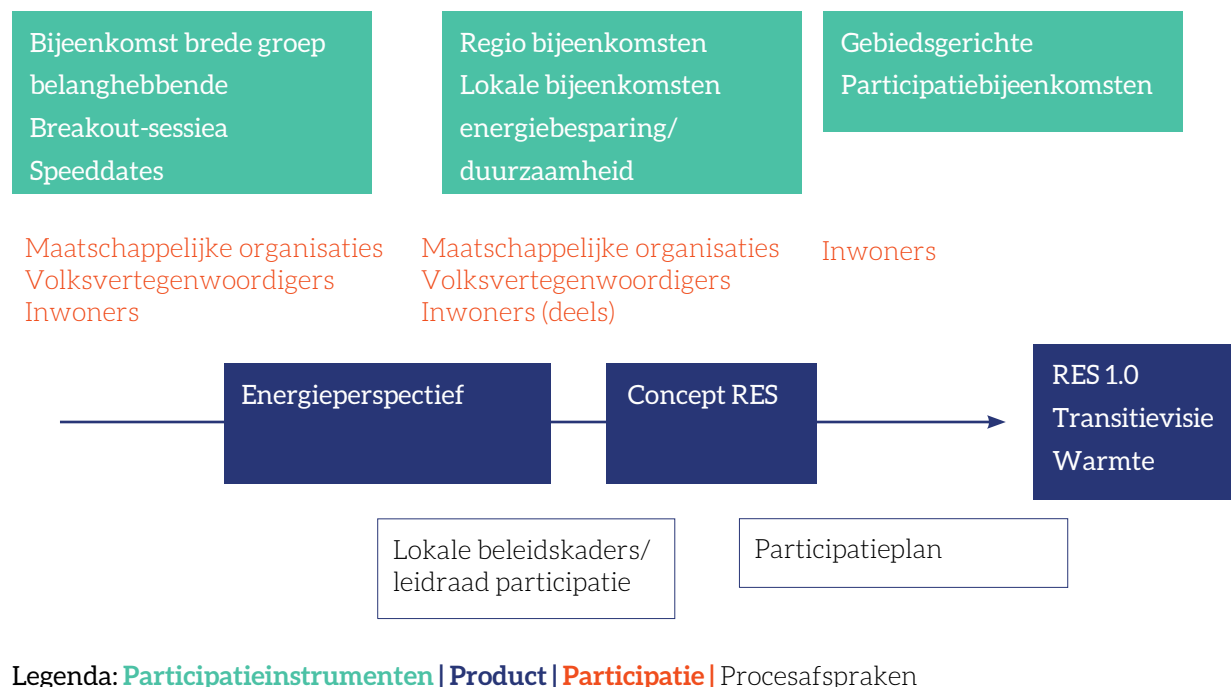 Bijeenkomst brede groep
belanghebbende
Breakout-sessiea
Speeddates
Regio bijeenkomsten
Lokale bijeenkomsten
energiebesparing/
duurzaamheid
Gebiedsgerichte
Participatiebijeenkomsten
Maatschappelijke organisaties
Volksvertegenwoordigers
Inwoners
Maatschappelijke organisaties
Volksvertegenwoordigers
Inwoners (deels)
Inwoners
Energieperspectief
Concept RES
RES 1.0
Transitievisie
Warmte
Lokale beleidskaders/
leidraad participatie
Participatieplan
Legenda: Participatieinstrumenten | Product | Participatie | Procesafspraken